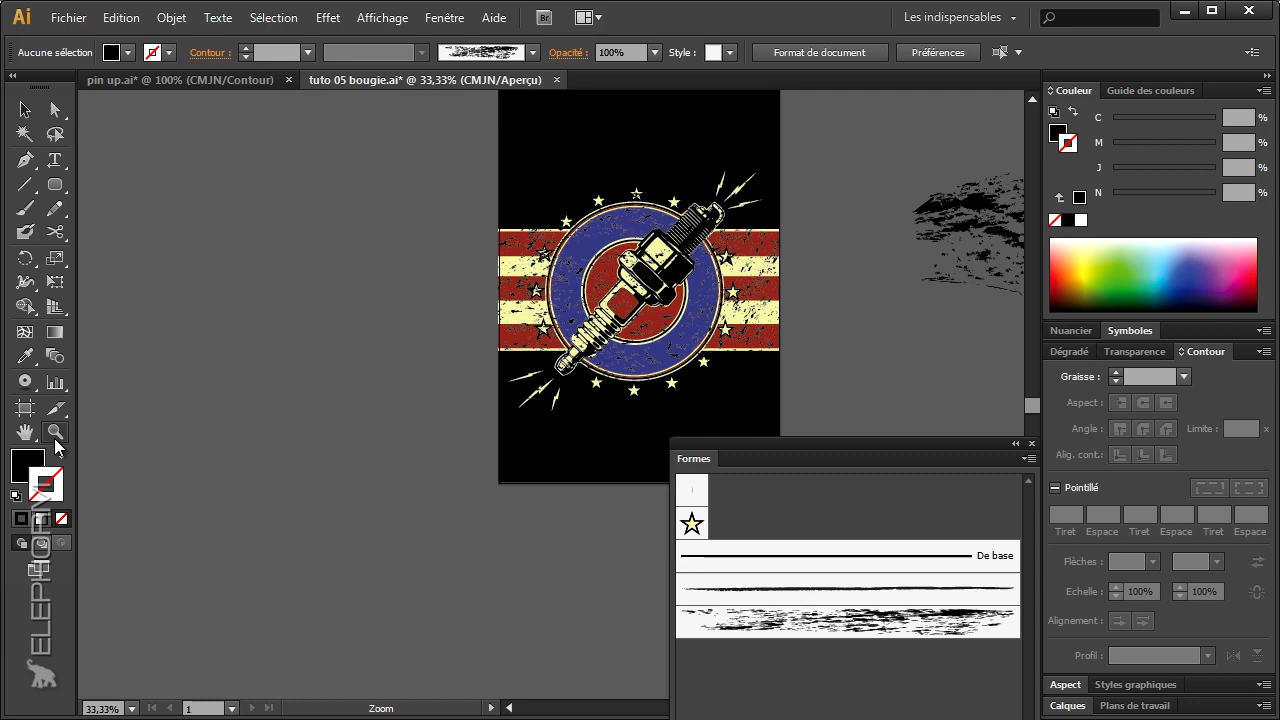 Ai Fichier Edition Objet Texte Sélection Effet Affichage Fenêtre Aide Br Les indispensables
Aucune sélection Contour : Opacité : 100% Style : Format de document Préférences
pin up.ai* @ 100% (CMJN/Contour) tuto 05 bougie.ai* @ 33,33% (CMJN/Aperçu)
Couleur Guide des couleurs
C %
M %
J %
N %
Nuancier Symboles
Dégradé Transparence Contour
Graisse :
Aspect :
Angle : Limite : x
Alig. cont.:
Pointillé
Tiret Espace Tiret Espace Tiret Espace
Flèches :
Echelle : 100% 100%
Alignement :
Profil :
Aspect Styles graphiques
Calques Plans de travail
Formes
De base
ELEPHORM
33,33% 1 Zoom